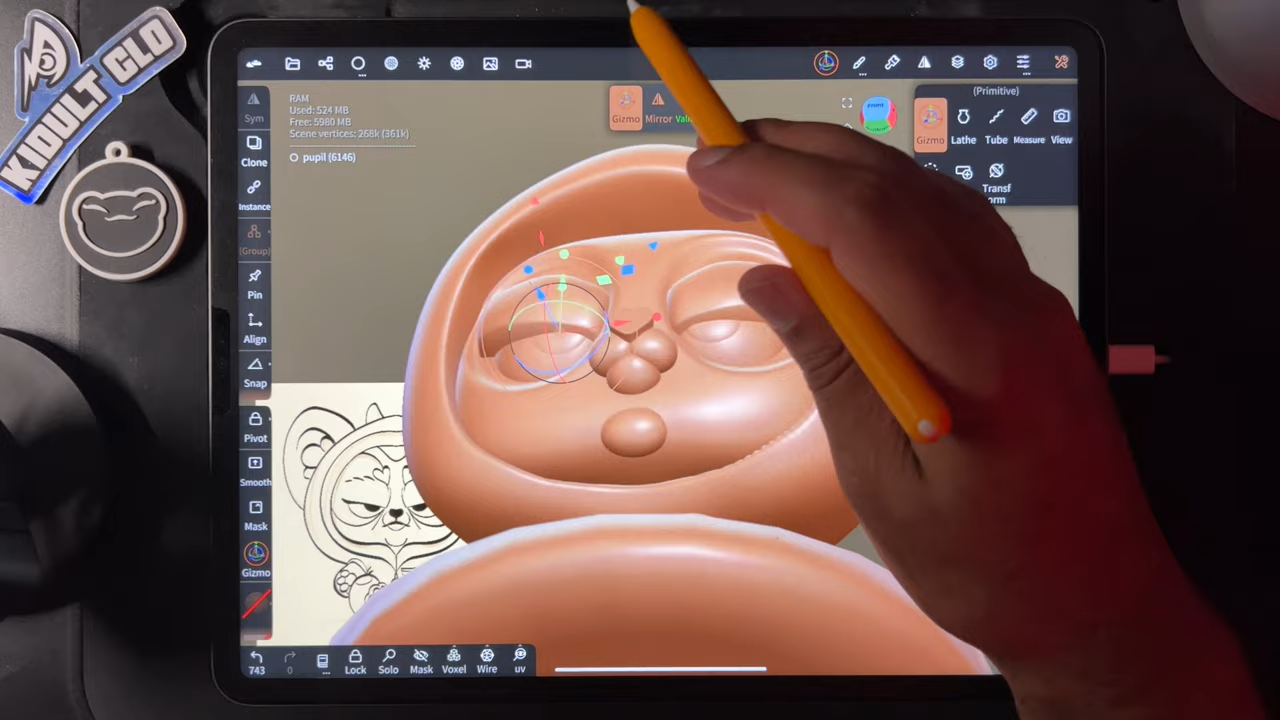 KIDULT CLO
RAM
Used: 524 MB
Free: 5980 MB
Scene vertices: 268k (361k)
pupil (6146)
Sym
Clone
Instance
(Group)
Pin
Align
Snap
Pivot
Smooth
Mask
Gizmo
Gizmo
Mirror
front
(Primitive)
Gizmo
Lathe
Tube
Measure
View
Transf
orm
743
0
Lock
Solo
Mask
Voxel
Wire
uv